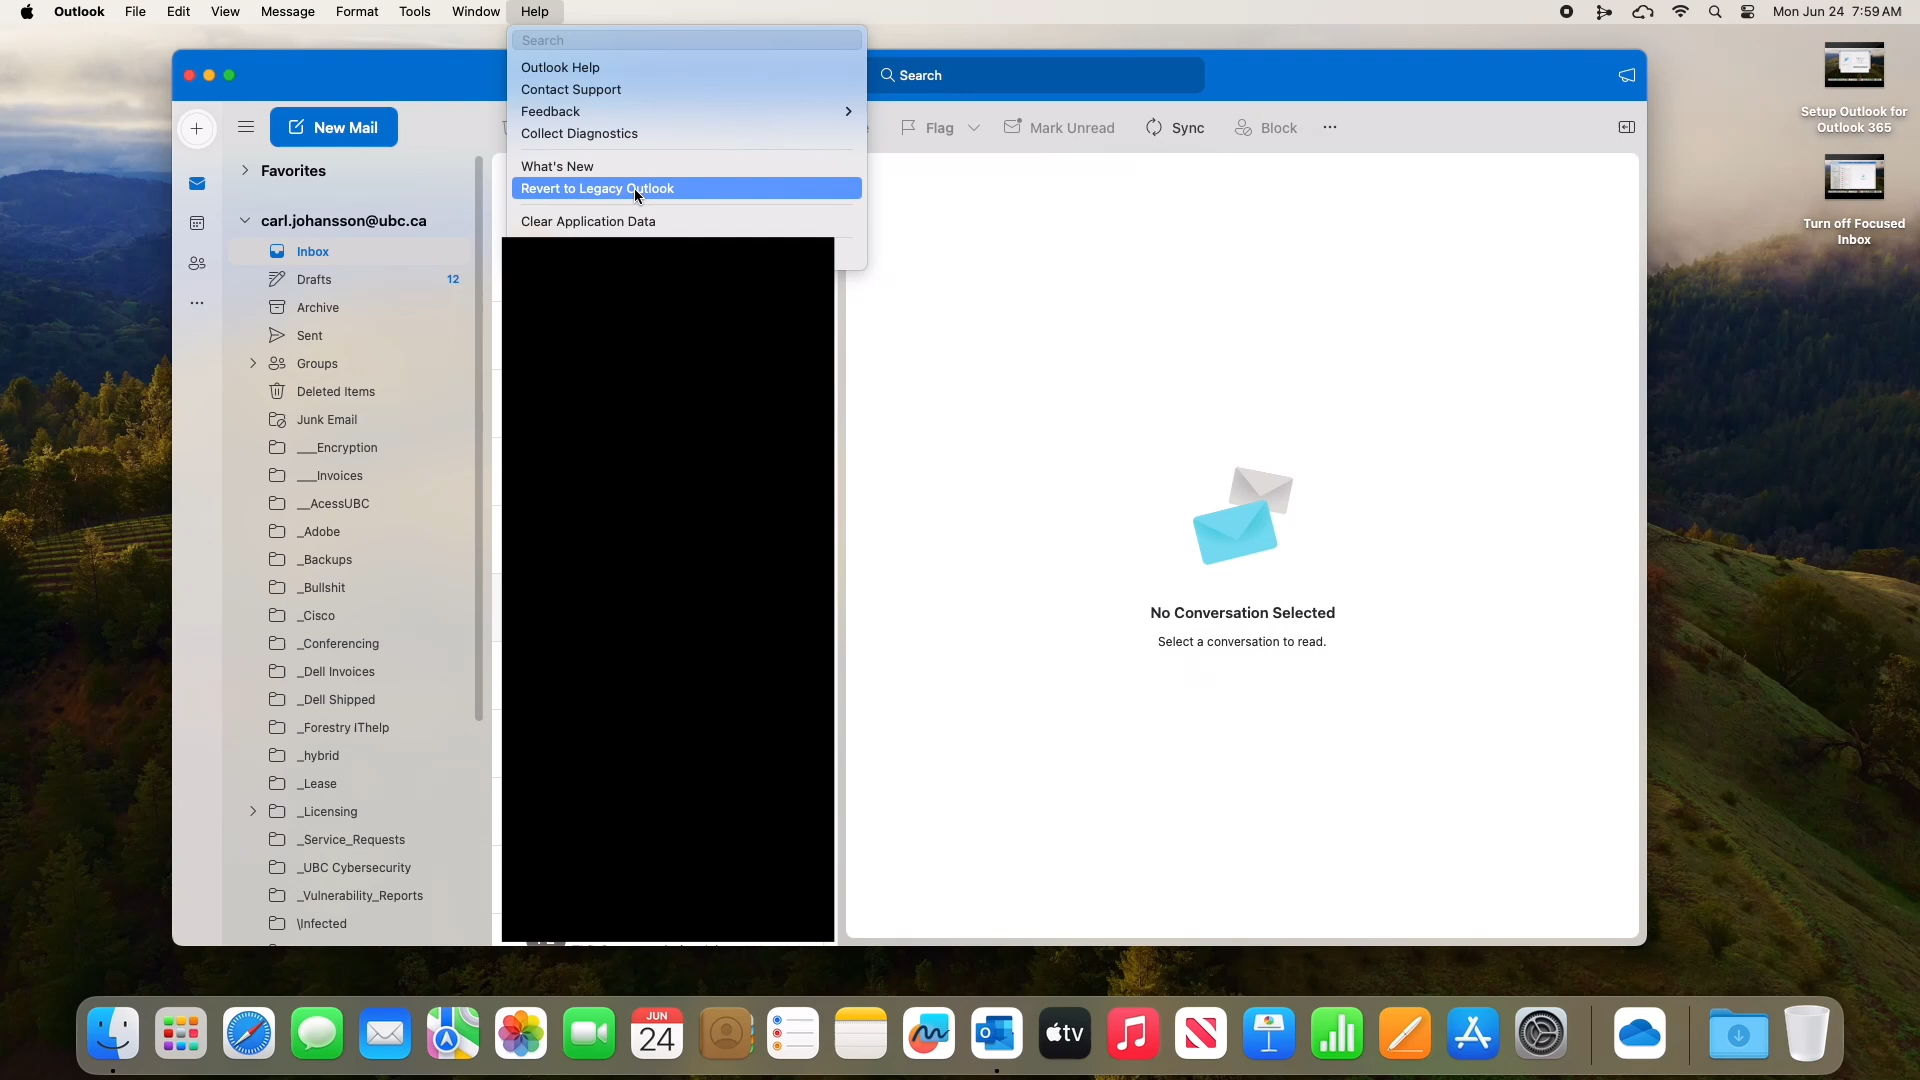 Outlook File Edit View Message Format Tools Window Help Mon Jun 24 7:59 AM
Search
Outlook Help
Contact Support
Feedback
Collect Diagnostics
What's New
Revert to Legacy Outlook
Clear Application Data
Search
New Mail
Flag
Mark Unread
Sync
Block
Favorites
carl.johansson@ubc.ca
Inbox
Drafts 12
Archive
Sent
Groups
Deleted Items
Junk Email
___Encryption
___Invoices
__AcessUBC
_Adobe
_Backups
_Bullshit
_Cisco
_Conferencing
_Dell Invoices
_Dell Shipped
_Forestry IThelp
_hybrid
_Lease
_Licensing
_Service_Requests
_UBC Cybersecurity
_Vulnerability_Reports
\Infected
No Conversation Selected
Select a conversation to read.
Setup Outlook for
Outlook 365
Turn off Focused
Inbox
JUN
24
tv